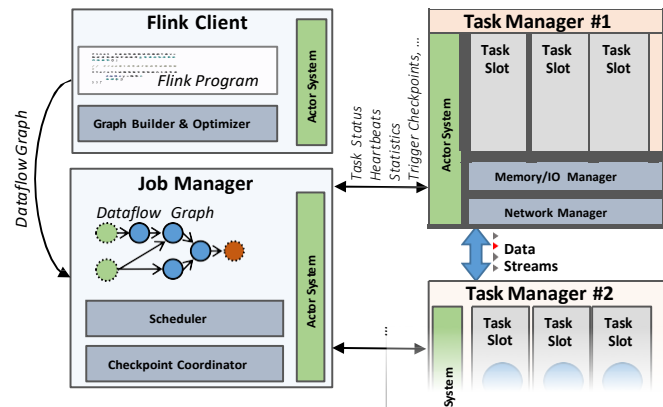 Flink Client
Flink Program
Graph Builder & Optimizer
Actor System
Dataflow Graph
Job Manager
Dataflow Graph
Scheduler
Checkpoint Coordinator
Actor System
Task Status
Heartbeats
Statistics
Trigger Checkpoints, ...
...
Task Manager #1
Actor System
Task
Slot
Task
Slot
Task
Slot
Memory/IO Manager
Network Manager
Data
Streams
Task Manager #2
System
Task
Slot
Task
Slot
Task
Slot